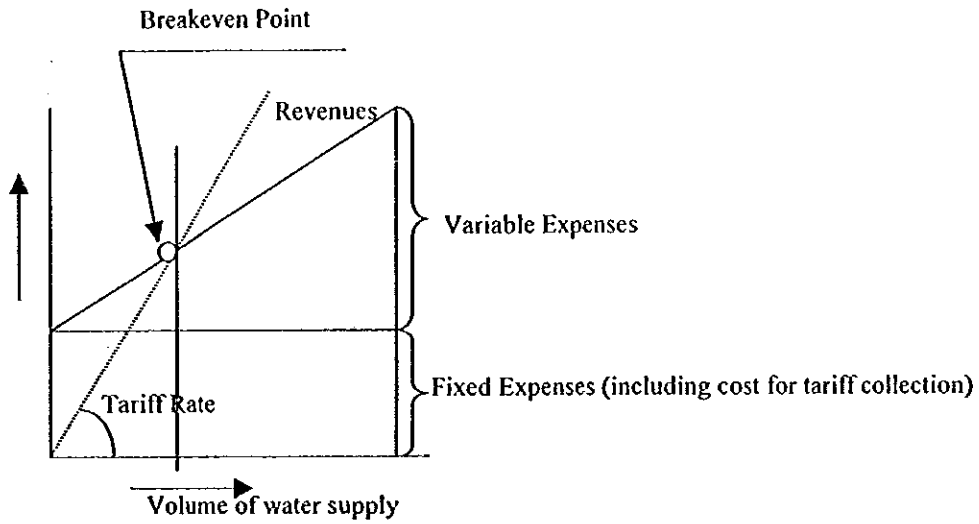 Breakeven Point
Revenues
Variable Expenses
Fixed Expenses (including cost for tariff collection)
Tariff Rate
Volume of water supply